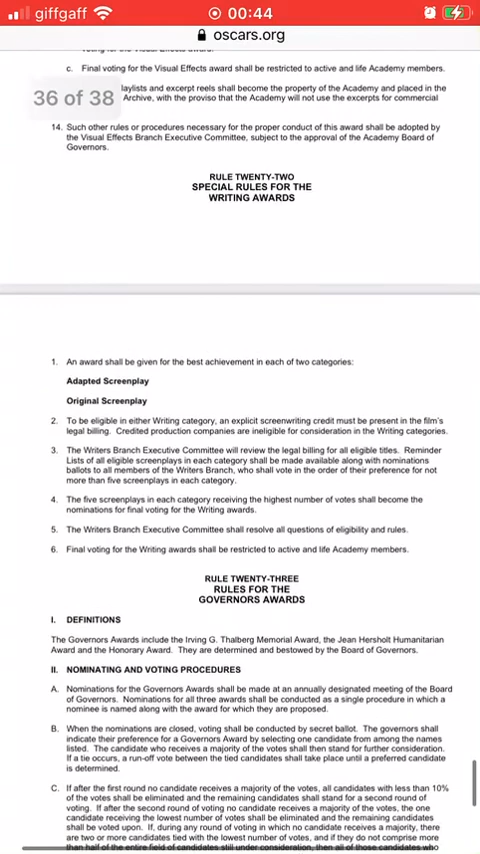 giffgaff
00:44
oscars.org
c. Final voting for the Visual Effects award shall be restricted to active and life Academy members.
36 of 38
laylists and excerpt reels shall become the property of the Academy and placed in the
Archive, with the proviso that the Academy will not use the excerpts for commercial
14. Such other rules or procedures necessary for the proper conduct of this award shall be adopted by
the Visual Effects Branch Executive Committee, subject to the approval of the Academy Board of
Governors.
RULE TWENTY-TWO
SPECIAL RULES FOR THE
WRITING AWARDS
1. An award shall be given for the best achievement in each of two categories:
Adapted Screenplay
Original Screenplay
2. To be eligible in either Writing category, an explicit screenwriting credit must be present in the film's
legal billing. Credited production companies are ineligible for consideration in the Writing categories.
3. The Writers Branch Executive Committee will review the legal billing for all eligible titles. Reminder
Lists of all eligible screenplays in each category shall be made available along with nominations
ballots to all members of the Writers Branch, who shall vote in the order of their preference for not
more than five screenplays in each category.
4. The five screenplays in each category receiving the highest number of votes shall become the
nominations for final voting for the Writing awards.
5. The Writers Branch Executive Committee shall resolve all questions of eligibility and rules.
6. Final voting for the Writing awards shall be restricted to active and life Academy members.
RULE TWENTY-THREE
RULES FOR THE
GOVERNORS AWARDS
I. DEFINITIONS
The Governors Awards include the Irving G. Thalberg Memorial Award, the Jean Hersholt Humanitarian
Award and the Honorary Award. They are determined and bestowed by the Board of Governors.
II. NOMINATING AND VOTING PROCEDURES
A. Nominations for the Governors Awards shall be made at an annually designated meeting of the Board
of Governors. Nominations for all three awards shall be conducted as a single procedure in which a
nominee is named along with the award for which they are proposed.
B. When the nominations are closed, voting shall be conducted by secret ballot. The governors shall
indicate their preference for a Governors Award by selecting one candidate from among the names
listed. The candidate who receives a majority of the votes shall then stand for further consideration.
If a tie occurs, a run-off vote between the tied candidates shall take place until a preferred candidate
is determined.
C. If after the first round no candidate receives a majority of the votes, all candidates with less than 10%
of the votes shall be eliminated and the remaining candidates shall stand for a second round of
voting. If after the second round of voting no candidate receives a majority of the votes, the one
candidate receiving the lowest number of votes shall be eliminated and the remaining candidates
shall be voted upon. If, during any round of voting in which no candidate receives a majority, there
are two or more candidates tied with the lowest number of votes, and if they do not comprise more
than half of the entire field of candidates still under consideration, then all of those candidates who